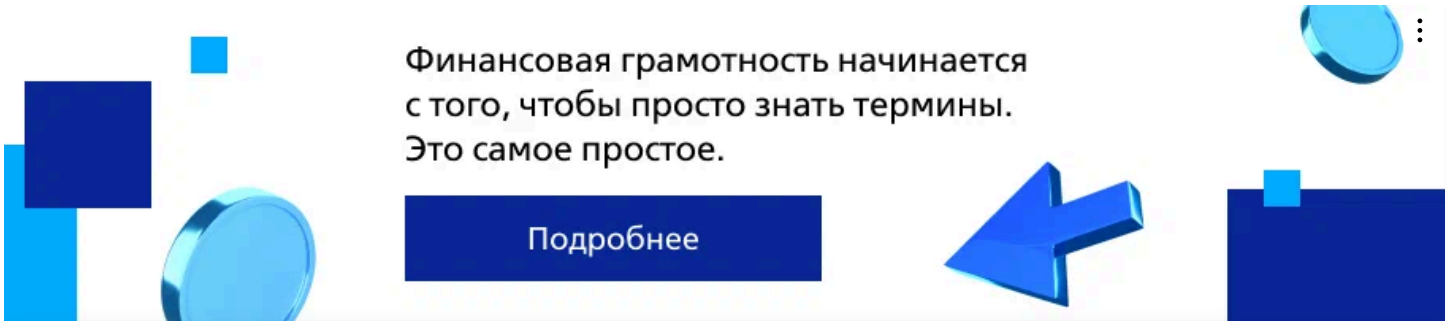 Финансовая грамотность начинается
с того, чтобы просто знать термины.
Это самое простое.
Подробнее